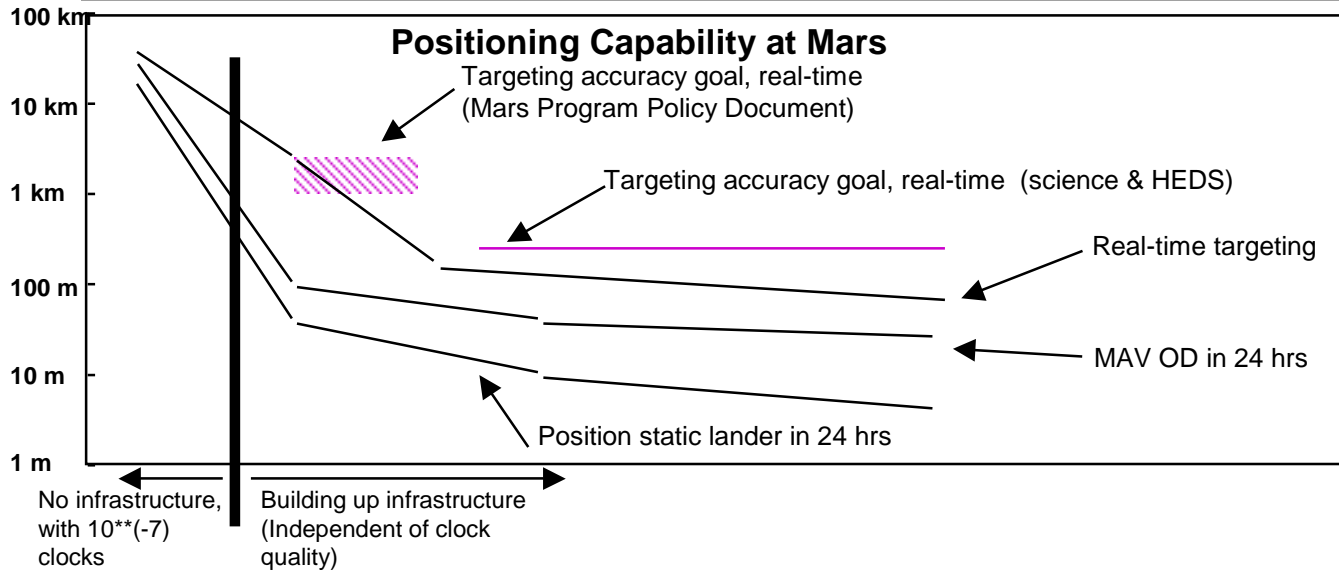 100 km
Positioning Capability at Mars
Targeting accuracy goal, real-time
(Mars Program Policy Document)
10 km
1 km
Targeting accuracy goal, real-time (science & HEDS)
Real-time targeting
100 m
MAV OD in 24 hrs
10 m
Position static lander in 24 hrs
1 m
No infrastructure,
with 10**(-7)
clocks
Building up infrastructure
(Independent of clock
quality)